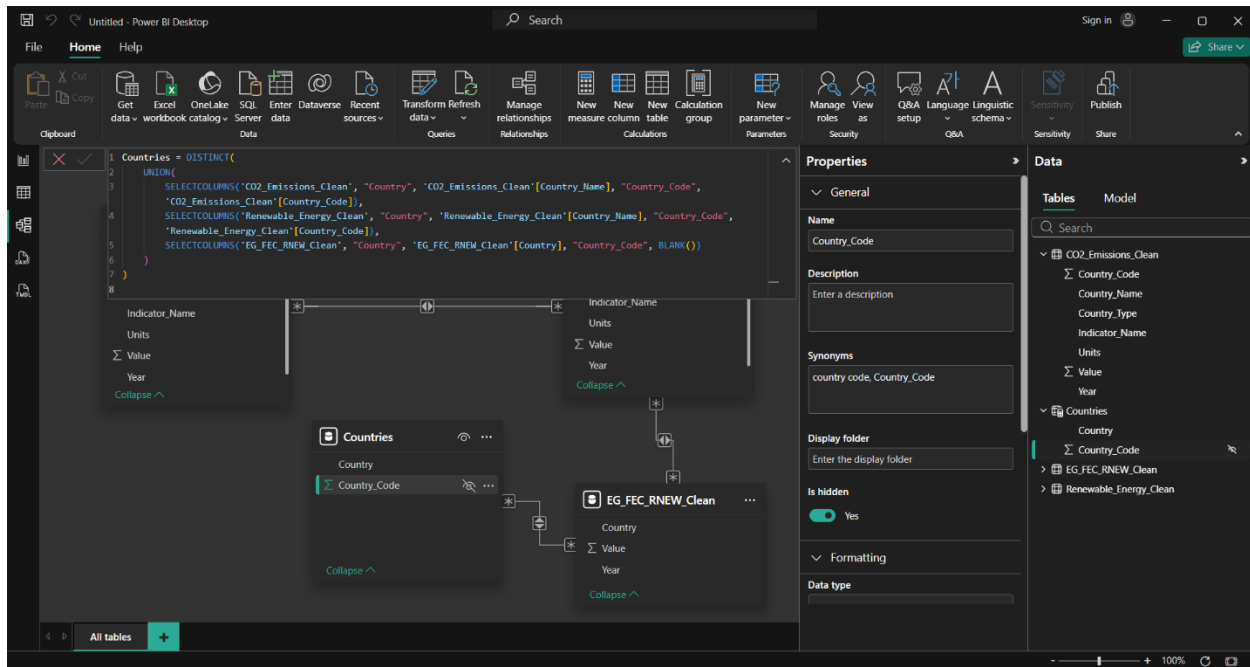 Untitled - Power BI Desktop
Search
Sign in
File
Home
Help
Share
Paste
Cut
Copy
Clipboard
Get data
Excel workbook
OneLake catalog
SQL Server
Enter data
Dataverse
Recent sources
Data
Transform data
Refresh
Queries
Manage relationships
Relationships
New measure
New column
New table
Calculation group
Calculations
New parameter
Parameters
Manage roles
View as
Security
Q&A setup
Language
Linguistic schema
Q&A
Sensitivity
Sensitivity
Publish
Share
DAX
TMDL
1 Countries = DISTINCT(
2 UNION(
3 SELECTCOLUMNS('CO2_Emissions_Clean', "Country", 'CO2_Emissions_Clean'[Country_Name], "Country_Code",
'CO2_Emissions_Clean'[Country_Code]),
4 SELECTCOLUMNS('Renewable_Energy_Clean', "Country", 'Renewable_Energy_Clean'[Country_Name], "Country_Code",
'Renewable_Energy_Clean'[Country_Code]),
5 SELECTCOLUMNS('EG_FEC_RNEW_Clean', "Country", 'EG_FEC_RNEW_Clean'[Country], "Country_Code", BLANK())
6 )
7 )
8
Indicator_Name
Units
Σ Value
Year
Collapse
Indicator_Name
Units
Σ Value
Year
Collapse
Countries
Country
Σ Country_Code
Collapse
EG_FEC_RNEW_Clean
Country
Σ Value
Year
Collapse
All tables
Properties
General
Name
Country_Code
Description
Enter a description
Synonyms
country code, Country_Code
Display folder
Enter the display folder
Is hidden
Yes
Formatting
Data type
Data
Tables
Model
Search
CO2_Emissions_Clean
Σ Country_Code
Country_Name
Country_Type
Indicator_Name
Units
Σ Value
Year
Countries
Country
Σ Country_Code
EG_FEC_RNEW_Clean
Renewable_Energy_Clean
100%